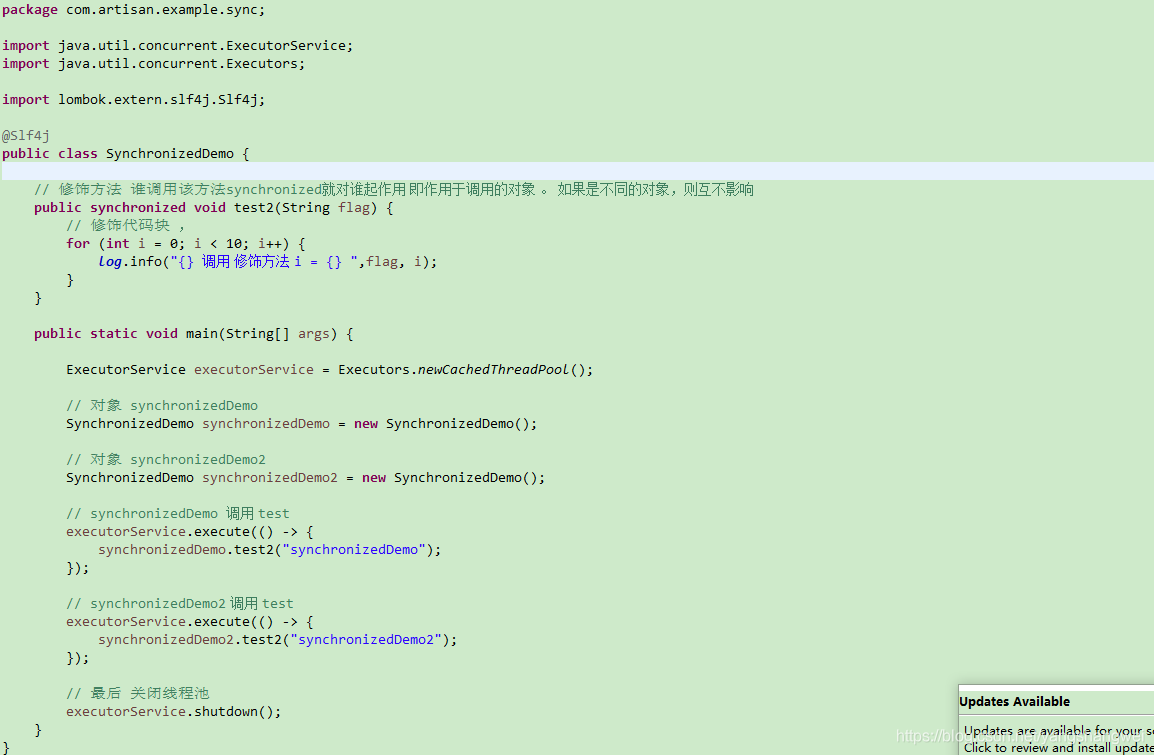 package com.artisan.example.sync;
import java.util.concurrent.ExecutorService;
import java.util.concurrent.Executors;
import lombok.extern.slf4j.Slf4j;
@Slf4j
public class SynchronizedDemo {
// 修饰方法 谁调用该方法synchronized就对谁起作用 即作用于调用的对象 。 如果是不同的对象，则互不影响
public synchronized void test2(String flag) {
// 修饰代码块 ，
for (int i = 0; i < 10; i++) {
log.info("{} 调用 修饰方法 i = {} ",flag, i);
}
}
public static void main(String[] args) {
ExecutorService executorService = Executors.newCachedThreadPool();
// 对象 synchronizedDemo
SynchronizedDemo synchronizedDemo = new SynchronizedDemo();
// 对象 synchronizedDemo2
SynchronizedDemo synchronizedDemo2 = new SynchronizedDemo();
// synchronizedDemo 调用 test
executorService.execute(() -> {
synchronizedDemo.test2("synchronizedDemo");
});
// synchronizedDemo2 调用 test
executorService.execute(() -> {
synchronizedDemo2.test2("synchronizedDemo2");
});
// 最后 关闭线程池
executorService.shutdown();
}
}
Updates Available
Updates are available for your s
Click to review and install update